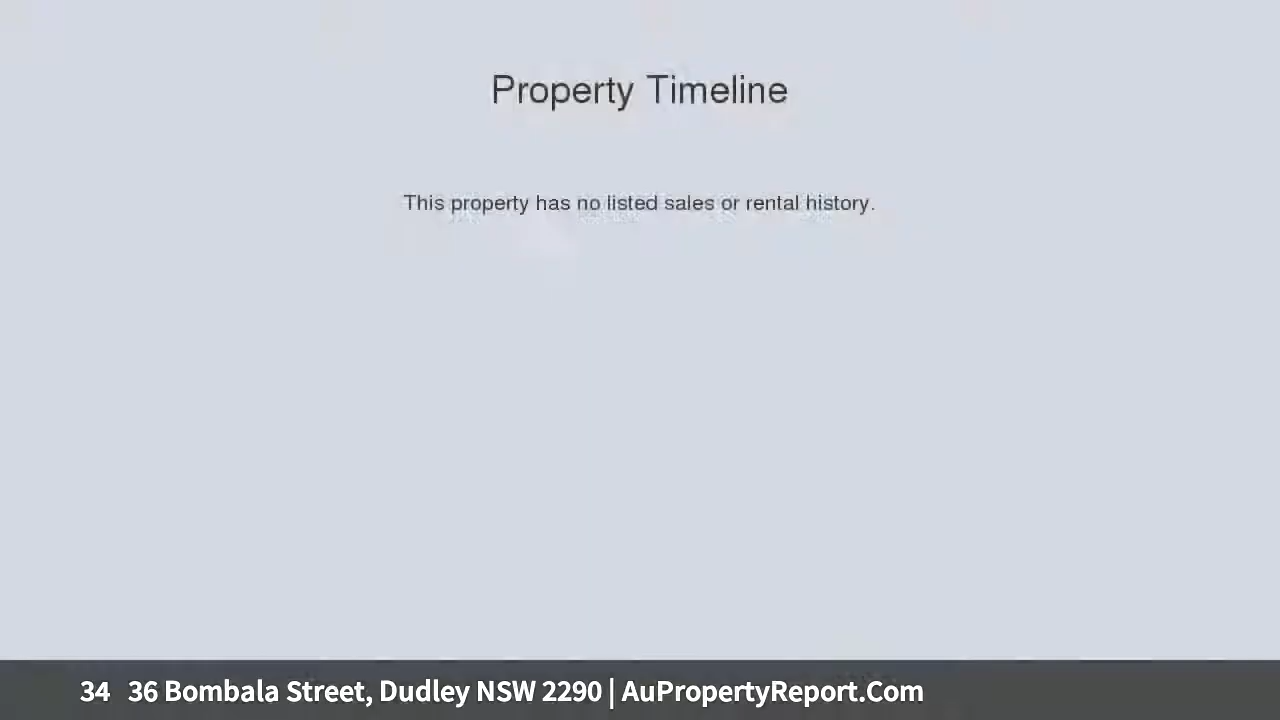 Property Timeline
This property has no listed sales or rental history.
34 36 Bombala Street, Dudley NSW 2290 | AuPropertyReport.Com